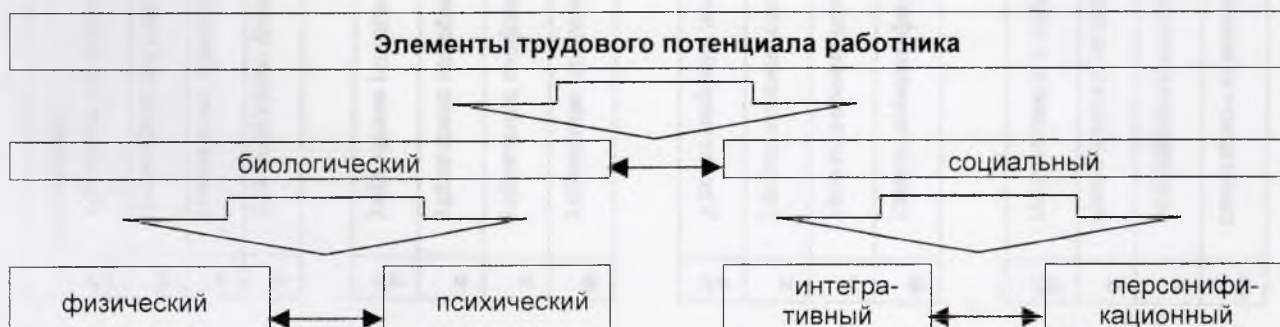 Элементы трудового потенциала работника
биологический
социальный
физический
психический
интегра-
тивный
персонифи-
кационный